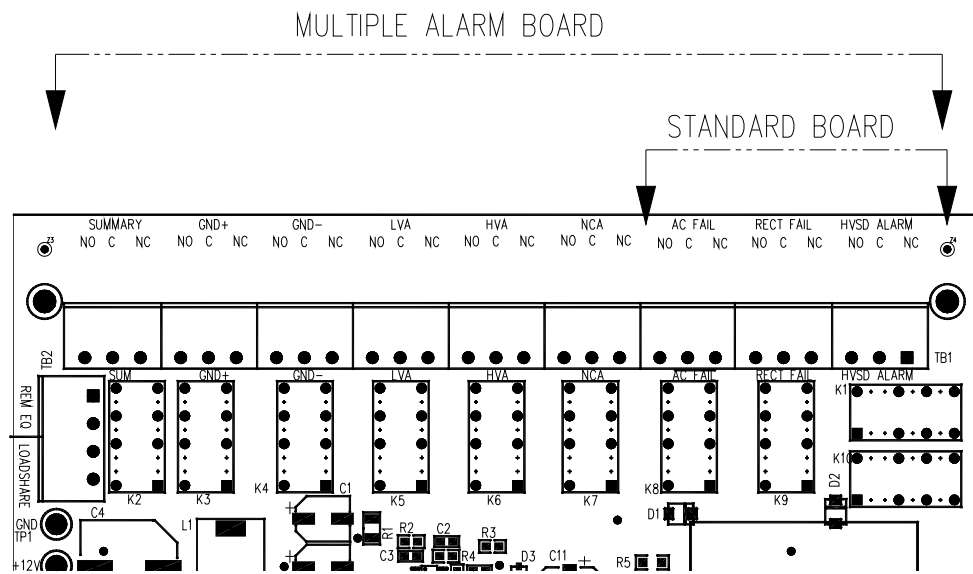 MULTIPLE ALARM BOARD
STANDARD BOARD
SUMMARY GND+ GND- LVA HVA NCA AC FAIL RECT FAIL HVSD ALARM
NO C NC NO C NC NO C NC NO C NC NO C NC NO C NC NO C NC NO C NC NO C NC
Z3 Z4
TB2 TB1
SUM GND+ GND- LVA HVA NCA AC FAIL RECT FAIL HVSD ALARM
REM EQ
K1
LOADSHARE
K10
K2 K3 K4 K5 K6 K7 K8 K9
C1
D2
C4
GND
TP1
L1
R1
R2 C2 R3
D1
C3
R4
D3 C11
R5
+12V